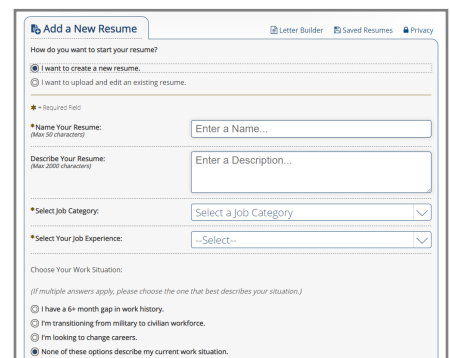 Add a New Resume
Letter Builder Saved Resumes Privacy
How do you want to start your resume?
I want to create a new resume.
I want to upload and edit an existing resume.
* = Required Field
*Name Your Resume:
(Max 50 characters)
Enter a Name...
Describe Your Resume:
(Max 2000 characters)
Enter a Description...
*Select Job Category:
Select a Job Category
*Select Your Job Experience:
--Select--
Choose Your Work Situation:
(If multiple answers apply, please choose the one that best describes your situation.)
I have a 6+ month gap in work history.
I'm transitioning from military to civilian workforce.
I'm looking to change careers.
None of these options describe my current work situation.